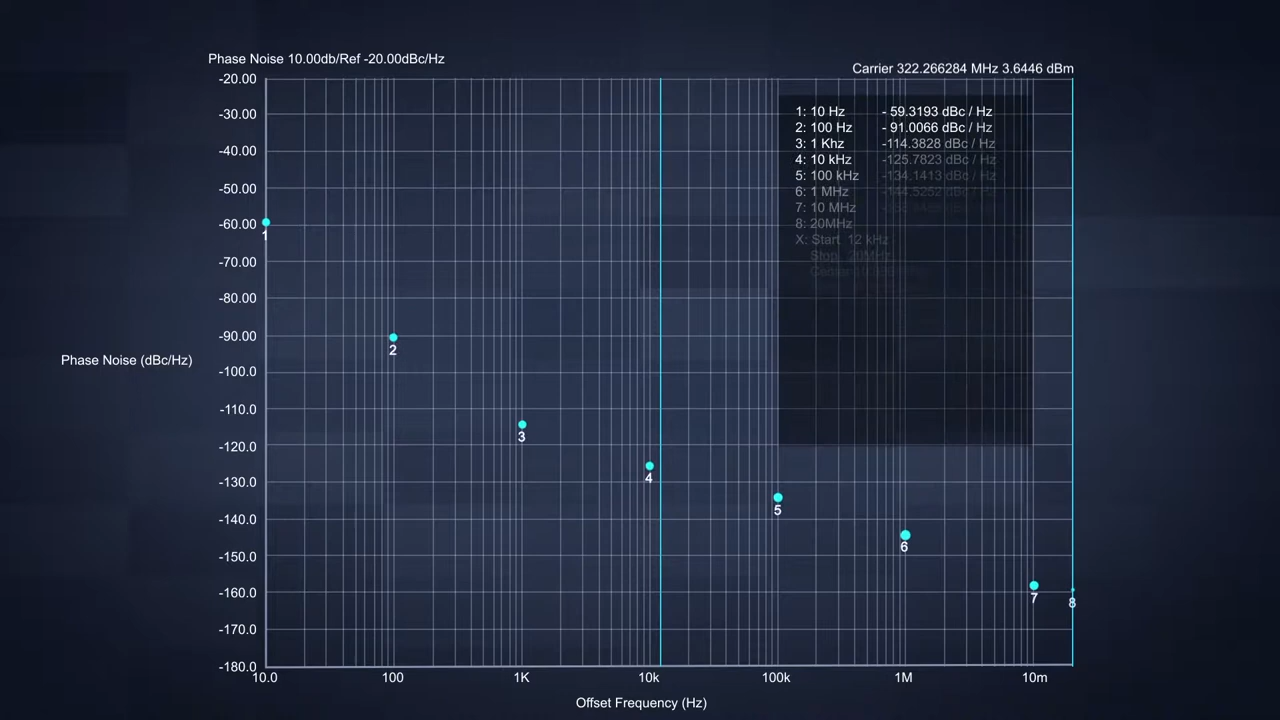 Phase Noise 10.00db/Ref -20.00dBc/Hz
Carrier 322.266284 MHz 3.6446 dBm
-20.00
-30.00
-40.00
-50.00
-60.00
-70.00
-80.00
-90.00
-100.0
-110.0
-120.0
-130.0
-140.0
-150.0
-160.0
-170.0
-180.0
Phase Noise (dBc/Hz)
1: 10 Hz - 59.3193 dBc / Hz
2: 100 Hz - 91.0066 dBc / Hz
3: 1 Khz -114.3828 dBc / Hz
4: 10 kHz -125.7823 dBc / Hz
5: 100 kHz -134.1413 dBc / Hz
6: 1 MHz -144.5252 dBc / Hz
7: 10 MHz
8: 20MHz
X: Start 12 kHz
Stop 20MHz
1
2
3
4
5
6
7
8
10.0 100 1K 10k 100k 1M 10m
Offset Frequency (Hz)